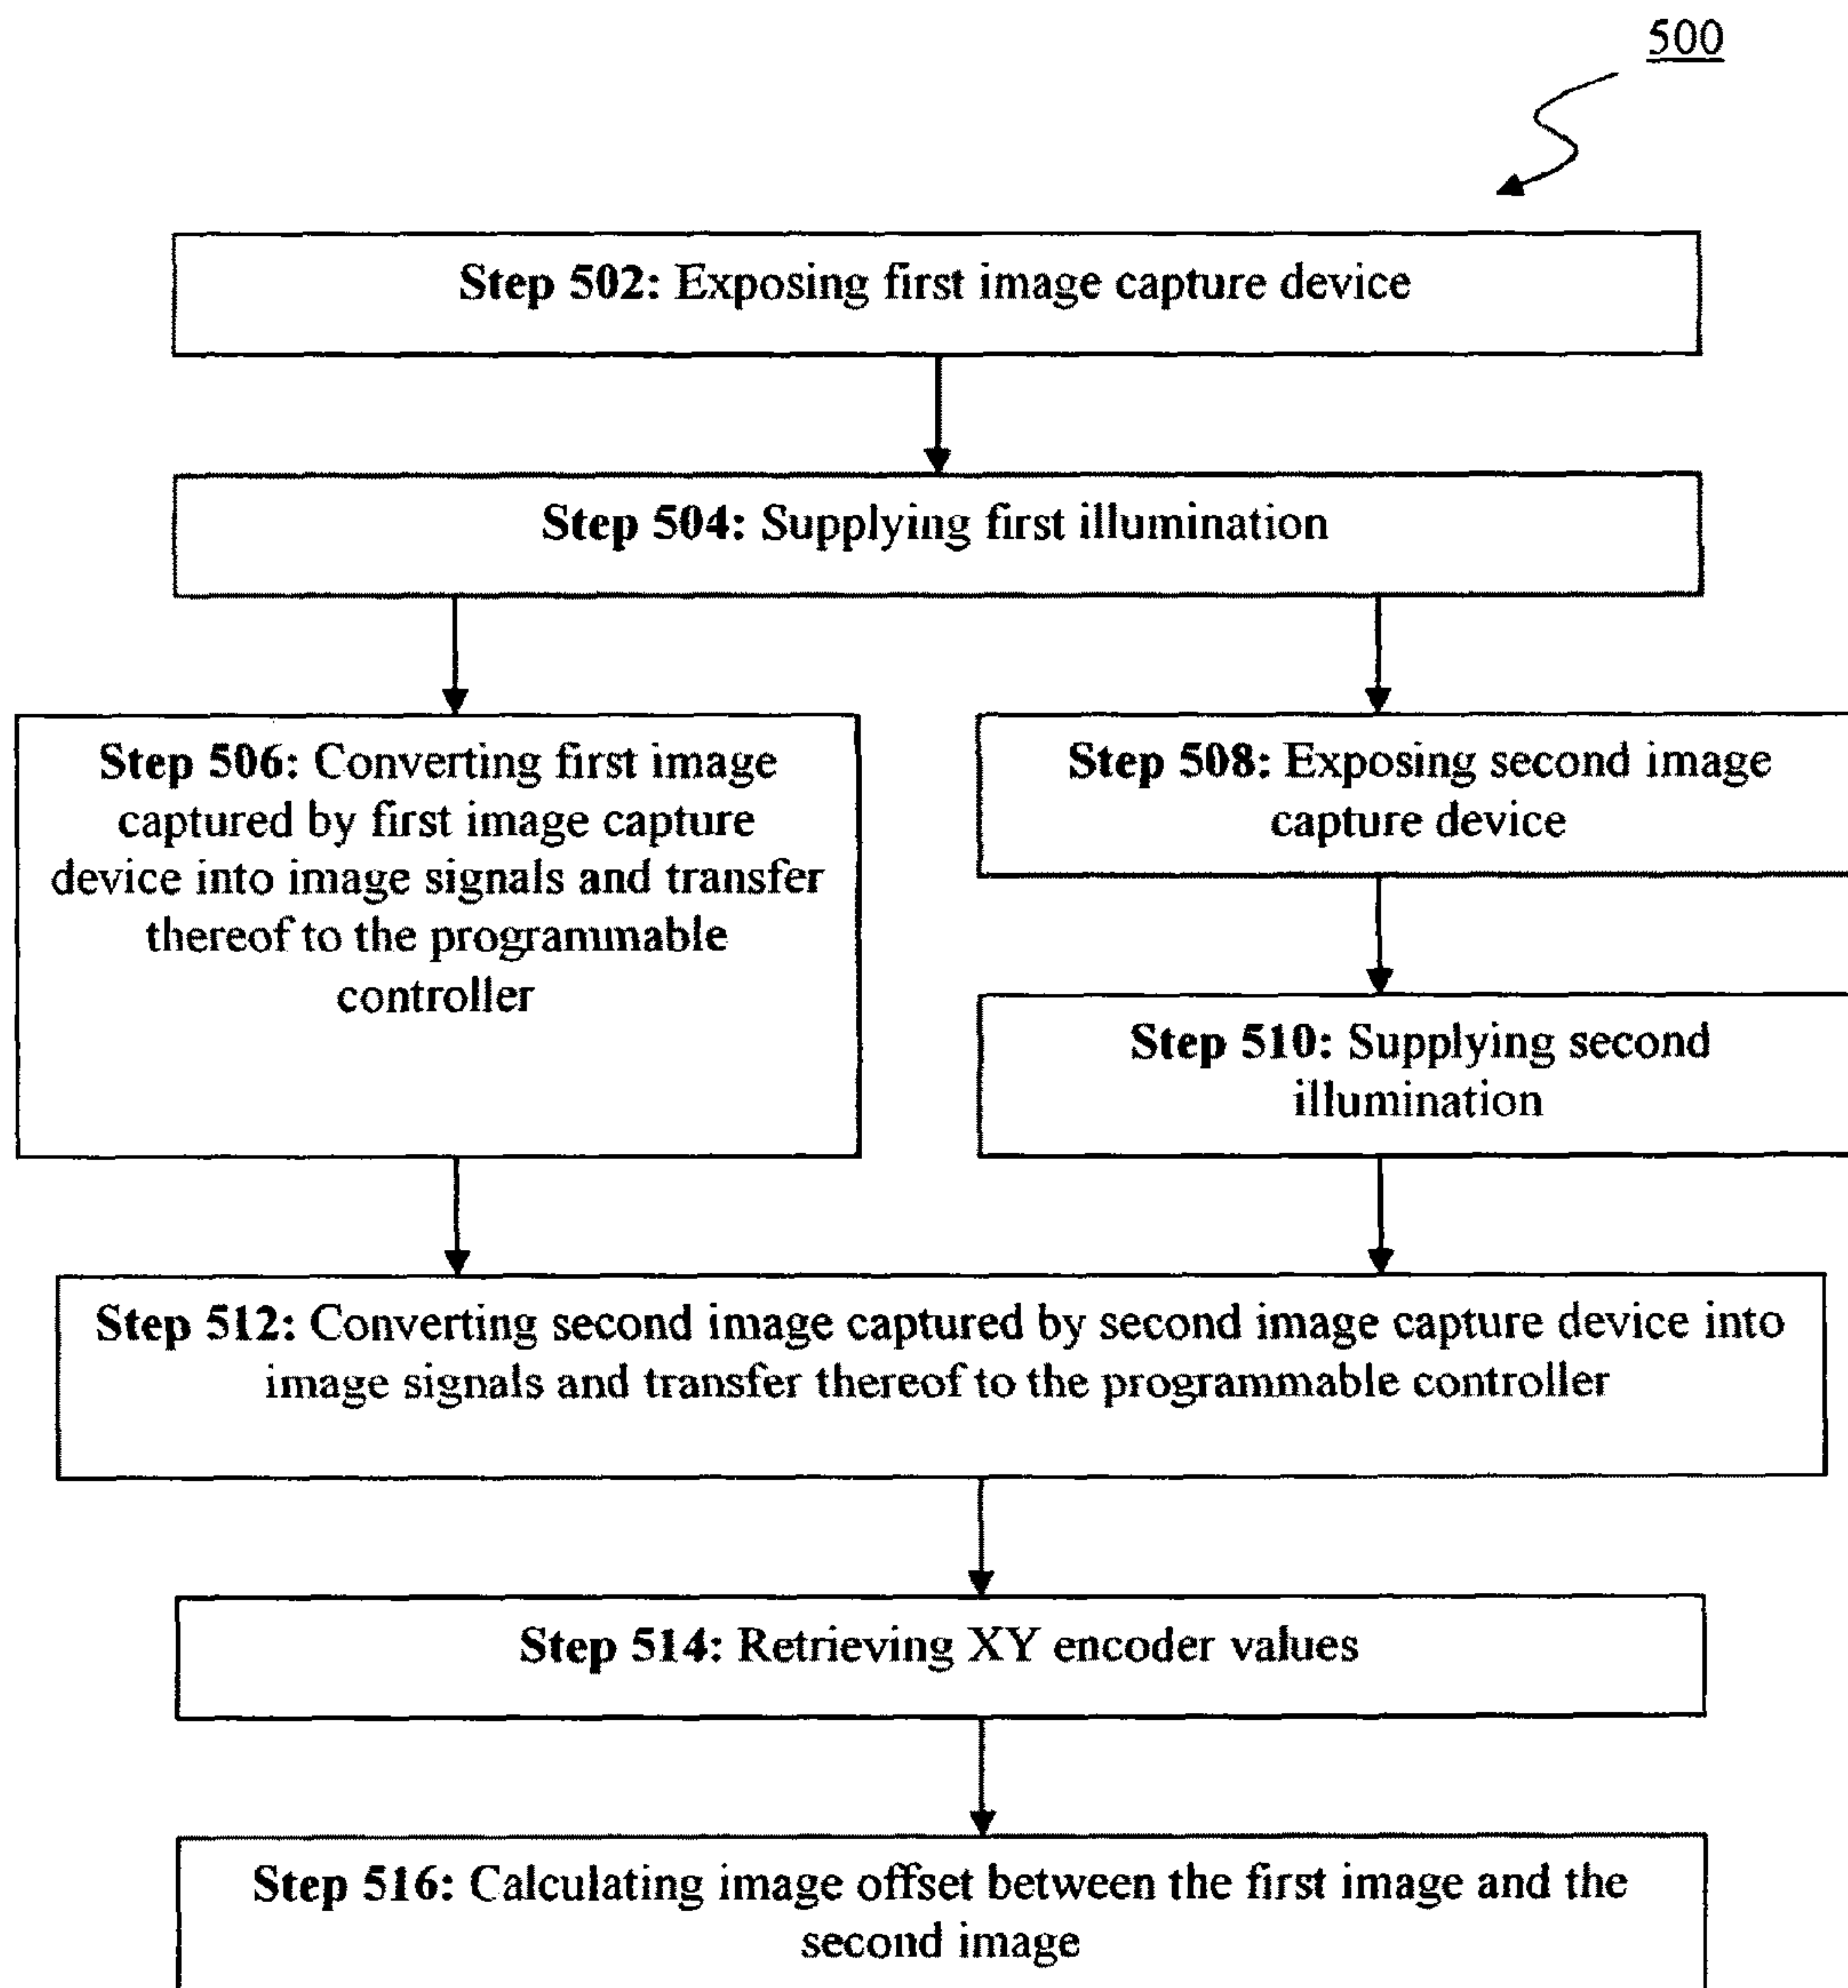 500
Step 502: Exposing first image capture device
Step 504: Supplying first illumination
Step 506: Converting first image
captured by first image capture
device into image signals and transfer
thereof to the programmable
controller
Step 508: Exposing second image
capture device
Step 510: Supplying second
illumination
Step 512: Converting second image captured by second image capture device into
image signals and transfer thereof to the programmable controller
Step 514: Retrieving XY encoder values
Step 516: Calculating image offset between the first image and the
second image